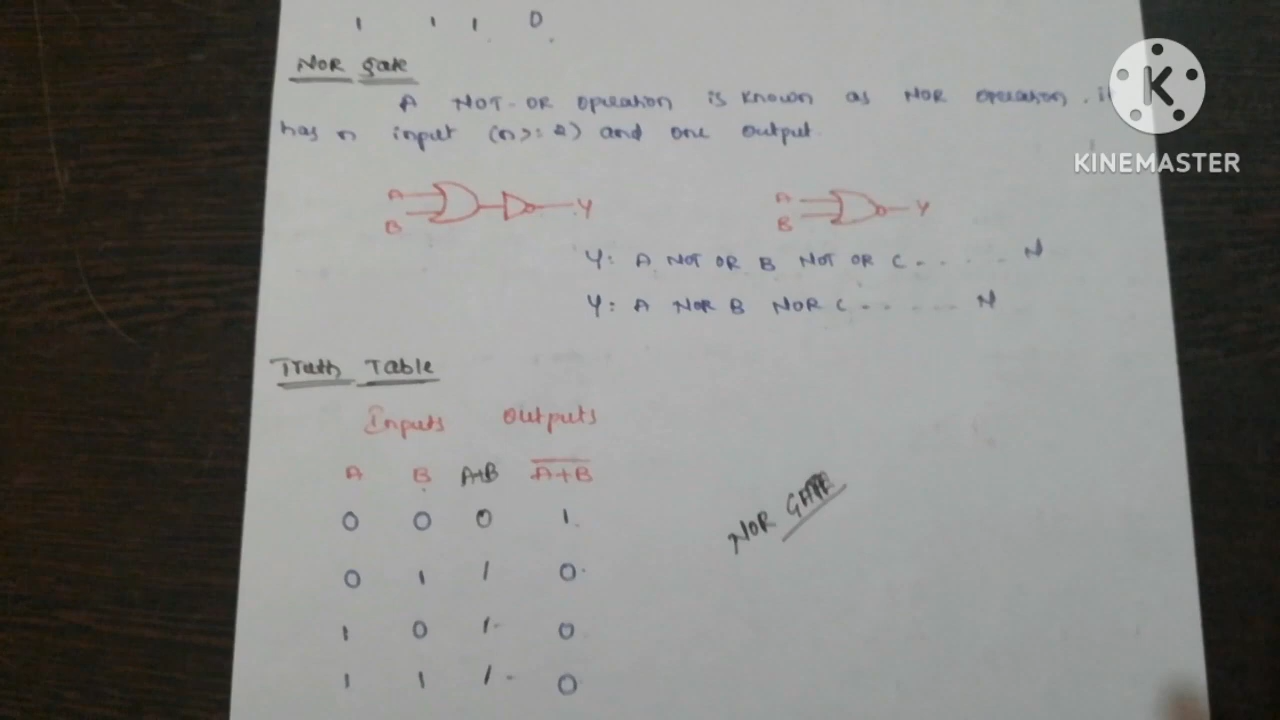 1 1 1 0
NOR gate
A NOT-OR operation is known as NOR operation. it
has n input (n>=2) and one output.
KINEMASTER
A B Y
A B Y
Y: A NOT OR B NOT OR C ..... N
Y: A NOR B NOR C ...... N
Truth Table
Inputs Outputs
A B A+B A̅+̅B̅
0 0 0 1
0 1 1 0
1 0 1 0
1 1 1 0
NOR GATE